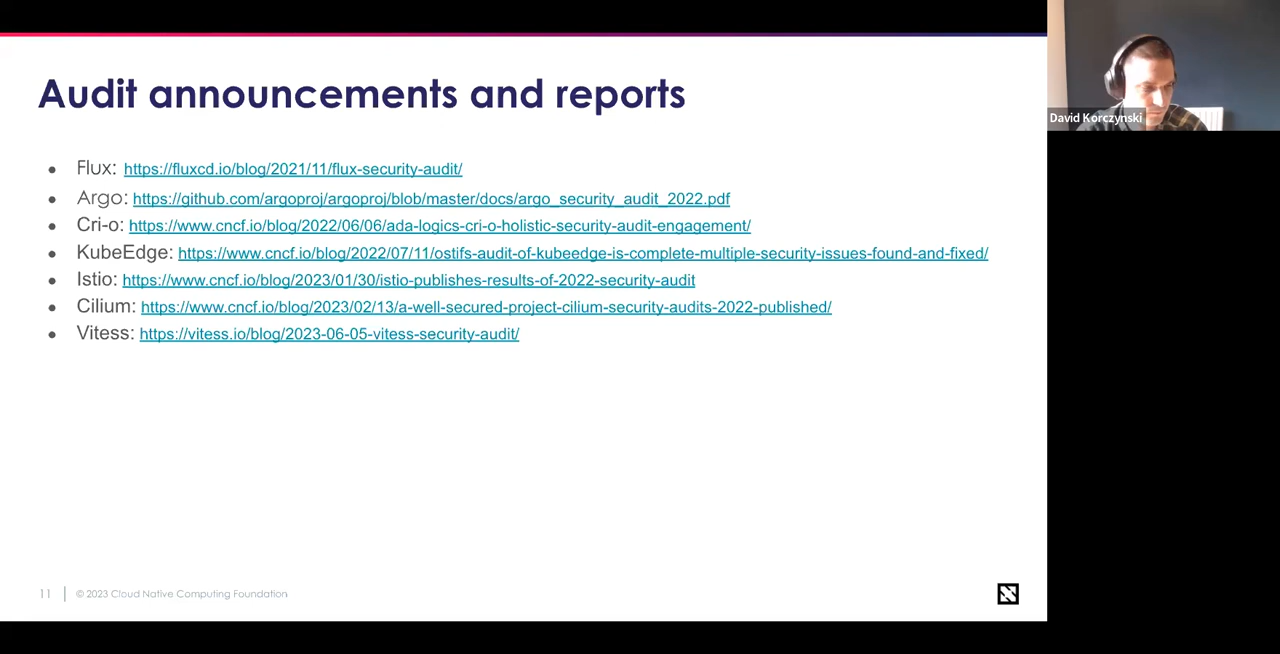 Audit announcements and reports
David Korczynski
● Flux: https://fluxcd.io/blog/2021/11/flux-security-audit/
● Argo: https://github.com/argoproj/argoproj/blob/master/docs/argo_security_audit_2022.pdf
● Cri-o: https://www.cncf.io/blog/2022/06/06/ada-logics-cri-o-holistic-security-audit-engagement/
● KubeEdge: https://www.cncf.io/blog/2022/07/11/ostifs-audit-of-kubeedge-is-complete-multiple-security-issues-found-and-fixed/
● Istio: https://www.cncf.io/blog/2023/01/30/istio-publishes-results-of-2022-security-audit
● Cilium: https://www.cncf.io/blog/2023/02/13/a-well-secured-project-cilium-security-audits-2022-published/
● Vitess: https://vitess.io/blog/2023-06-05-vitess-security-audit/
11 | © 2023 Cloud Native Computing Foundation